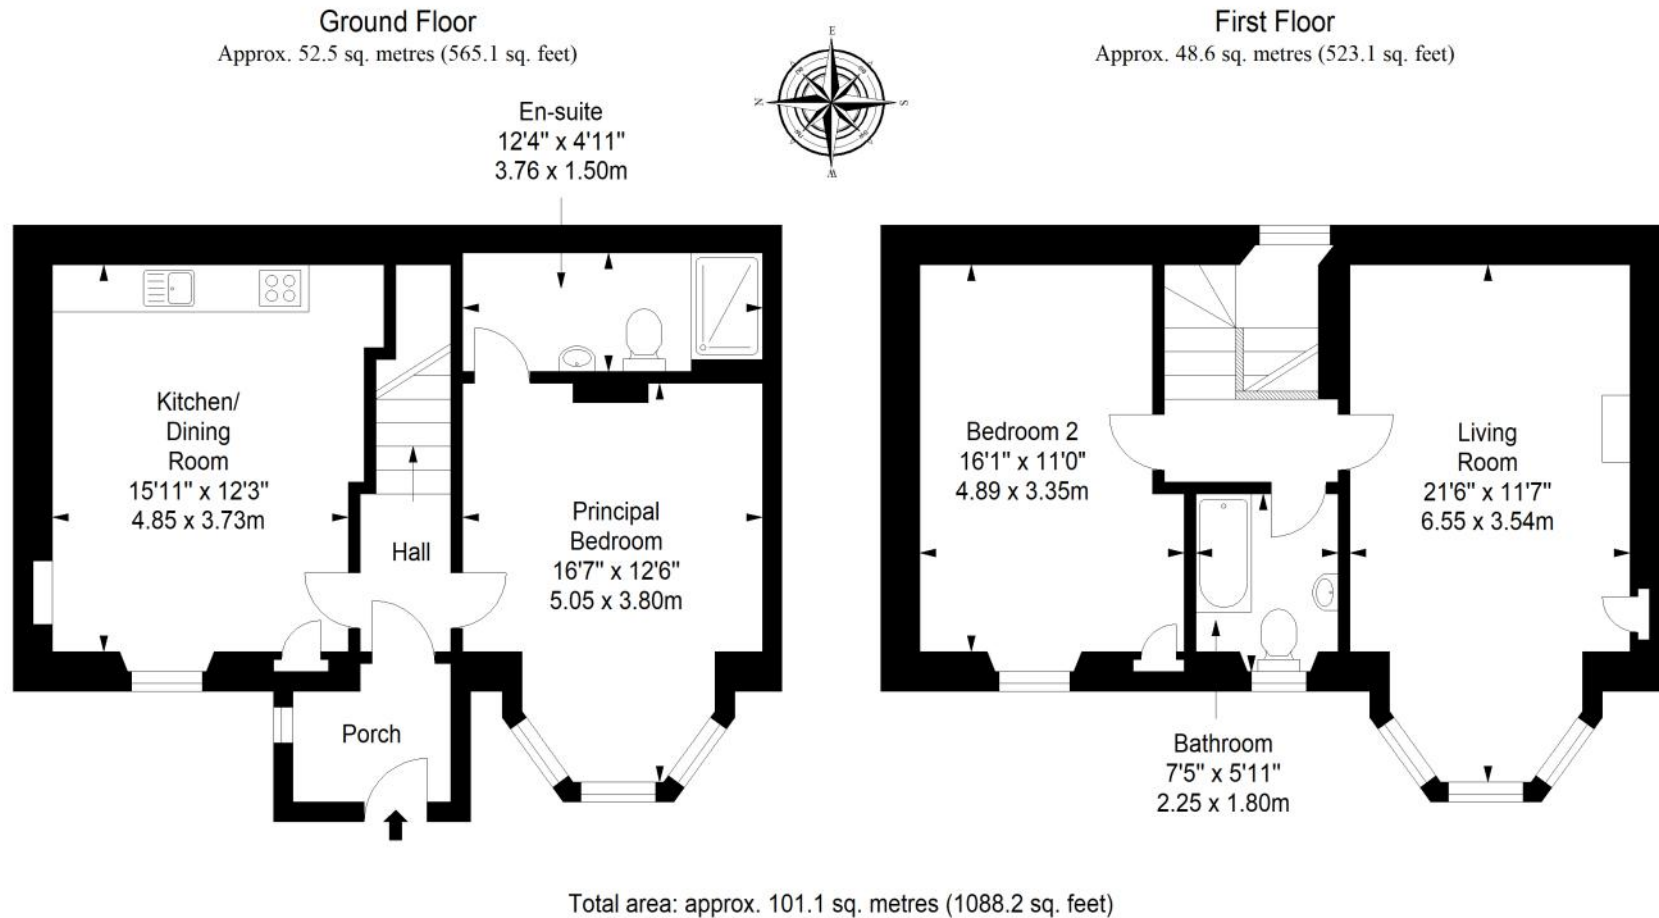 Ground Floor
Approx. 52.5 sq. metres (565.1 sq. feet)
First Floor
Approx. 48.6 sq. metres (523.1 sq. feet)
E
N
S
W
En-suite
12'4" x 4'11"
3.76 x 1.50m
Kitchen/
Dining
Room
15'11" x 12'3"
4.85 x 3.73m
Hall
Principal
Bedroom
16'7" x 12'6"
5.05 x 3.80m
Porch
Bedroom 2
16'1" x 11'0"
4.89 x 3.35m
Living
Room
21'6" x 11'7"
6.55 x 3.54m
Bathroom
7'5" x 5'11"
2.25 x 1.80m
Total area: approx. 101.1 sq. metres (1088.2 sq. feet)